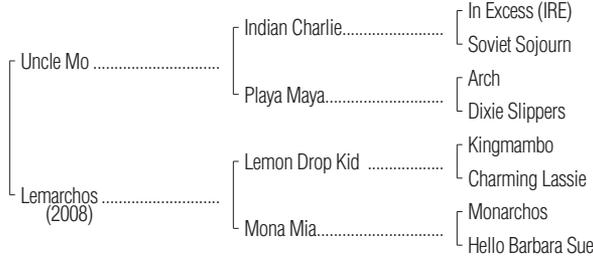 In Excess (IRE)
Indian Charlie......................
Soviet Sojourn
Uncle Mo ............................
Arch
Playa Maya..........................
Dixie Slippers
Kingmambo
Lemon Drop Kid .................
Charming Lassie
Lemarchos ..........................
(2008)
Monarchos
Mona Mia............................
Hello Barbara Sue